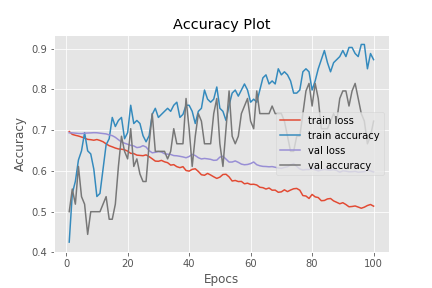 Accuracy Plot
0.9
0.8
0.7
0.6
0.5
0.4
Accuracy
train loss
train accuracy
val loss
val accuracy
0
20
40
60
80
100
Epocs